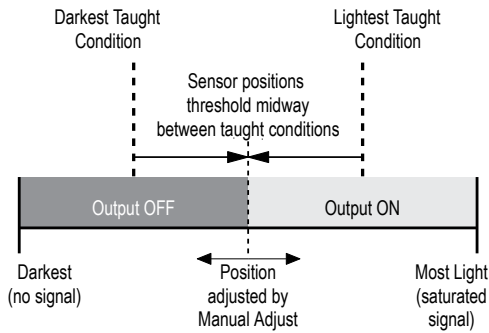 Darkest Taught
Condition
Lightest Taught
Condition
Sensor positions
threshold midway
between taught conditions
Output OFF
Output ON
Darkest
(no signal)
Position
adjusted by
Manual Adjust
Most Light
(saturated
signal)